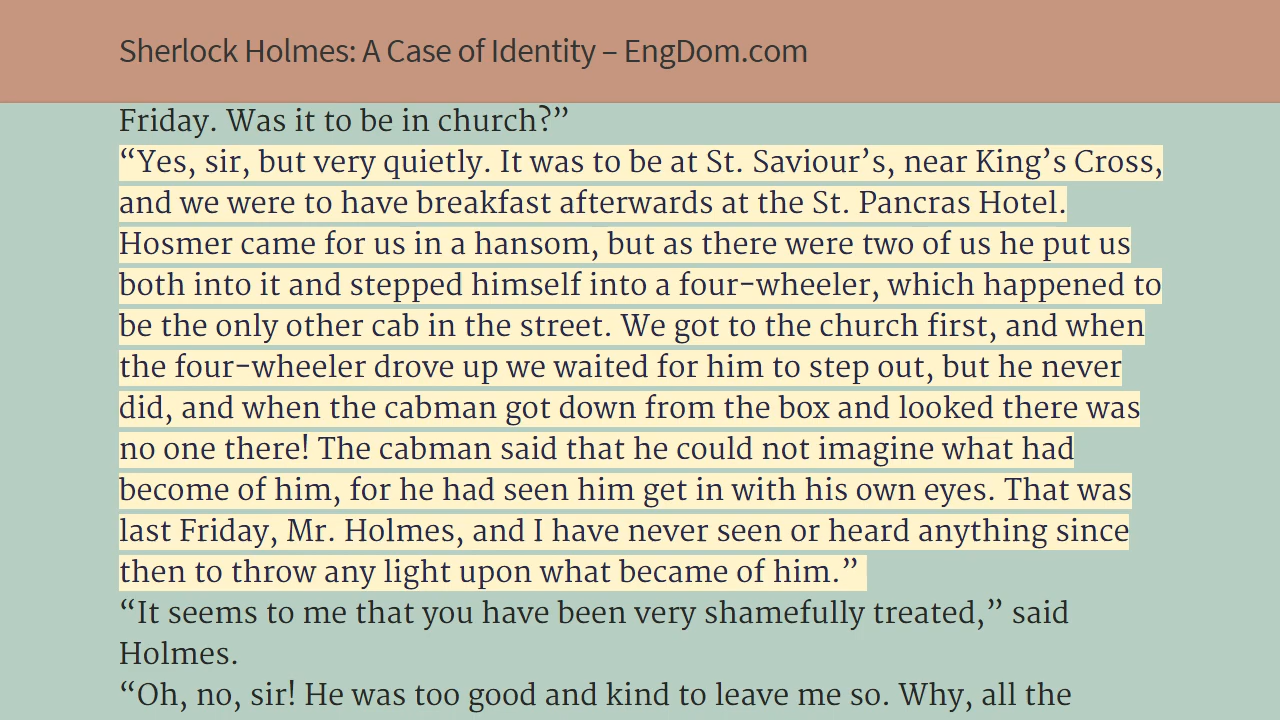 Sherlock Holmes: A Case of Identity – EngDom.com
Friday. Was it to be in church?”
“Yes, sir, but very quietly. It was to be at St. Saviour’s, near King’s Cross,
and we were to have breakfast afterwards at the St. Pancras Hotel.
Hosmer came for us in a hansom, but as there were two of us he put us
both into it and stepped himself into a four-wheeler, which happened to
be the only other cab in the street. We got to the church first, and when
the four-wheeler drove up we waited for him to step out, but he never
did, and when the cabman got down from the box and looked there was
no one there! The cabman said that he could not imagine what had
become of him, for he had seen him get in with his own eyes. That was
last Friday, Mr. Holmes, and I have never seen or heard anything since
then to throw any light upon what became of him.”
“It seems to me that you have been very shamefully treated,” said
Holmes.
“Oh, no, sir! He was too good and kind to leave me so. Why, all the